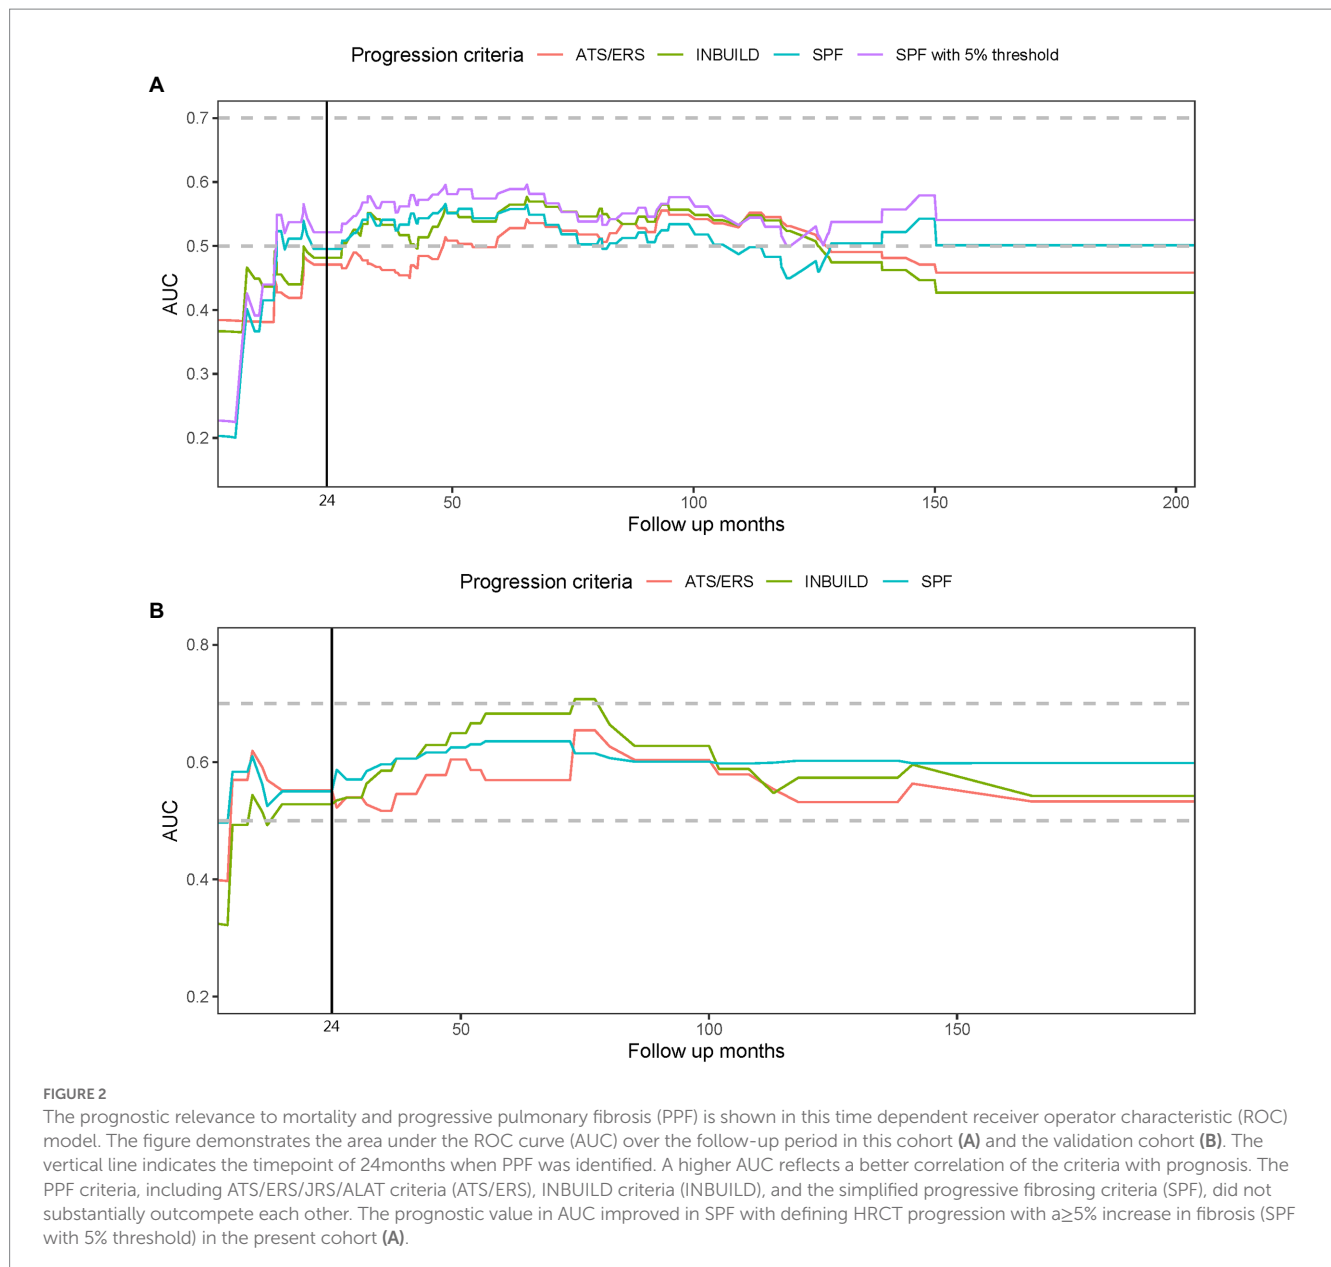 Progression criteria ATS/ERS INBUILD SPF SPF with 5% threshold
A
0.7
0.6
0.5
0.4
0.3
0.2
AUC
24 50 100 150 200
Follow up months
Progression criteria ATS/ERS INBUILD SPF
B
0.8
0.6
0.4
0.2
AUC
24 50 100 150
Follow up months
FIGURE 2
The prognostic relevance to mortality and progressive pulmonary fibrosis (PPF) is shown in this time dependent receiver operator characteristic (ROC)
model. The figure demonstrates the area under the ROC curve (AUC) over the follow-up period in this cohort (A) and the validation cohort (B). The
vertical line indicates the timepoint of 24months when PPF was identified. A higher AUC reflects a better correlation of the criteria with prognosis. The
PPF criteria, including ATS/ERS/JRS/ALAT criteria (ATS/ERS), INBUILD criteria (INBUILD), and the simplified progressive fibrosing criteria (SPF), did not
substantially outcompete each other. The prognostic value in AUC improved in SPF with defining HRCT progression with a≥5% increase in fibrosis (SPF
with 5% threshold) in the present cohort (A).